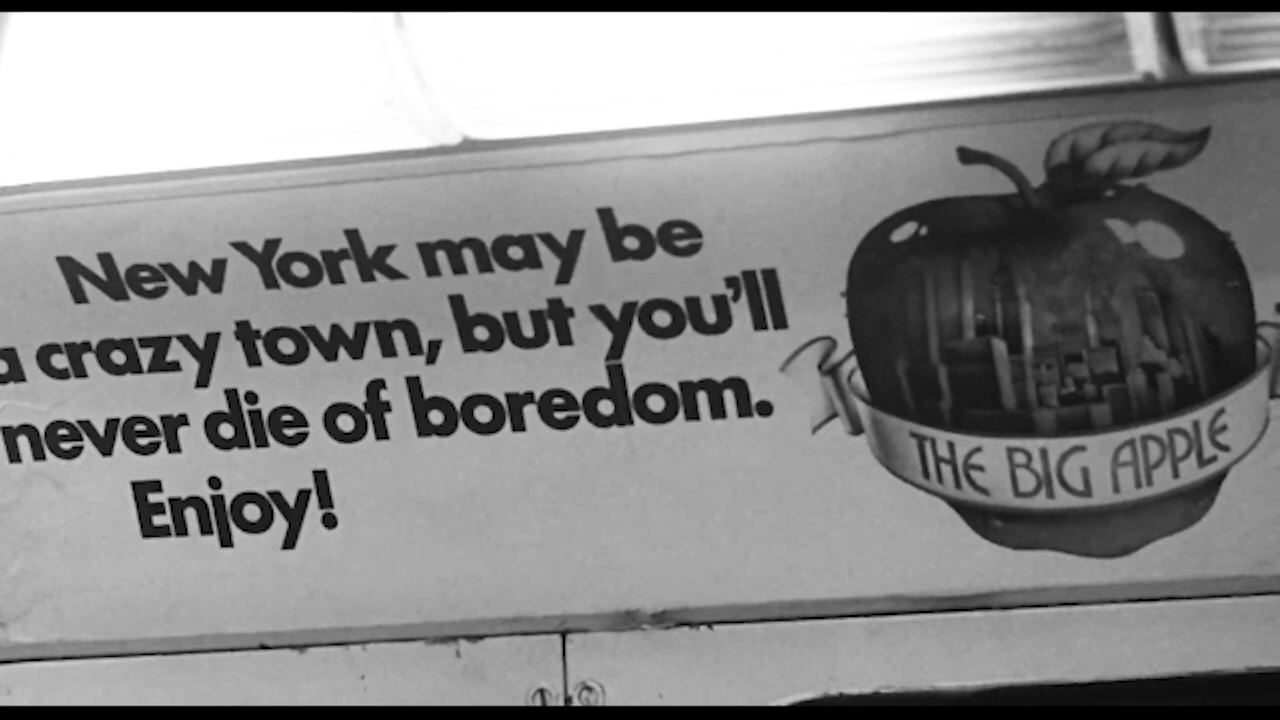 New York may be
a crazy town, but you'll
never die of boredom.
Enjoy!
THE BIG APPLE